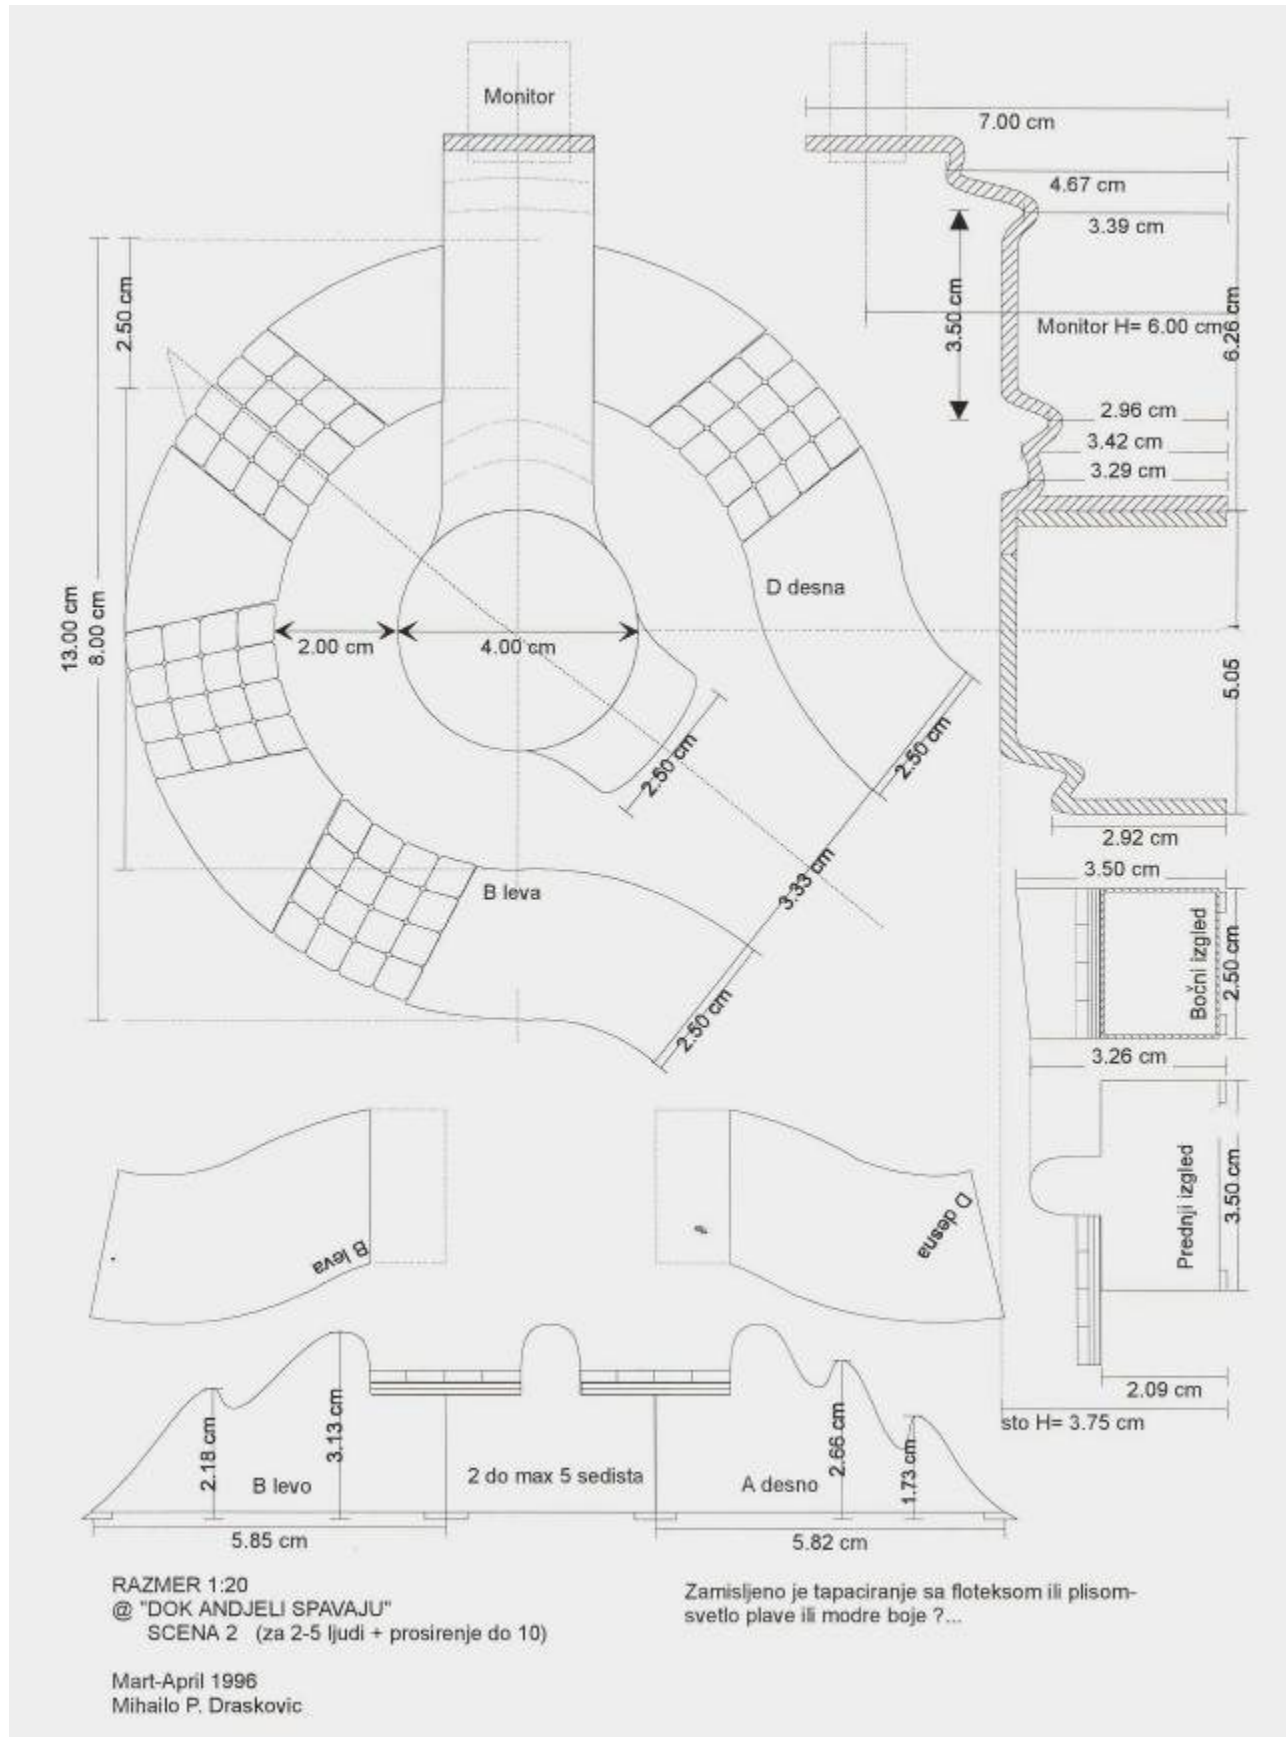 Monitor
7.00 cm
4.67 cm
3.39 cm
2.50 cm
3.50 cm
Monitor H= 6.00 cm
6.26 cm
2.96 cm
3.42 cm
3.29 cm
D desna
13.00 cm
8.00 cm
2.00 cm
4.00 cm
5.05
2.50 cm
2.50 cm
2.92 cm
3.33 cm
3.50 cm
B leva
Bočni izgled
2.50 cm
2.50 cm
3.26 cm
Prednji izgled
3.50 cm
B leva
D desna
2.09 cm
sto H= 3.75 cm
2.18 cm
3.13 cm
2.66 cm
1.73 cm
B levo
2 do max 5 sedista
A desno
5.85 cm
5.82 cm
RAZMER 1:20
@ "DOK ANDJELI SPAVAJU"
SCENA 2 (za 2-5 ljudi + prosirenje do 10)
Zamisljeno je tapaciranje sa floteksom ili plisom-
svetlo plave ili modre boje ?...
Mart-April 1996
Mihailo P. Draskovic